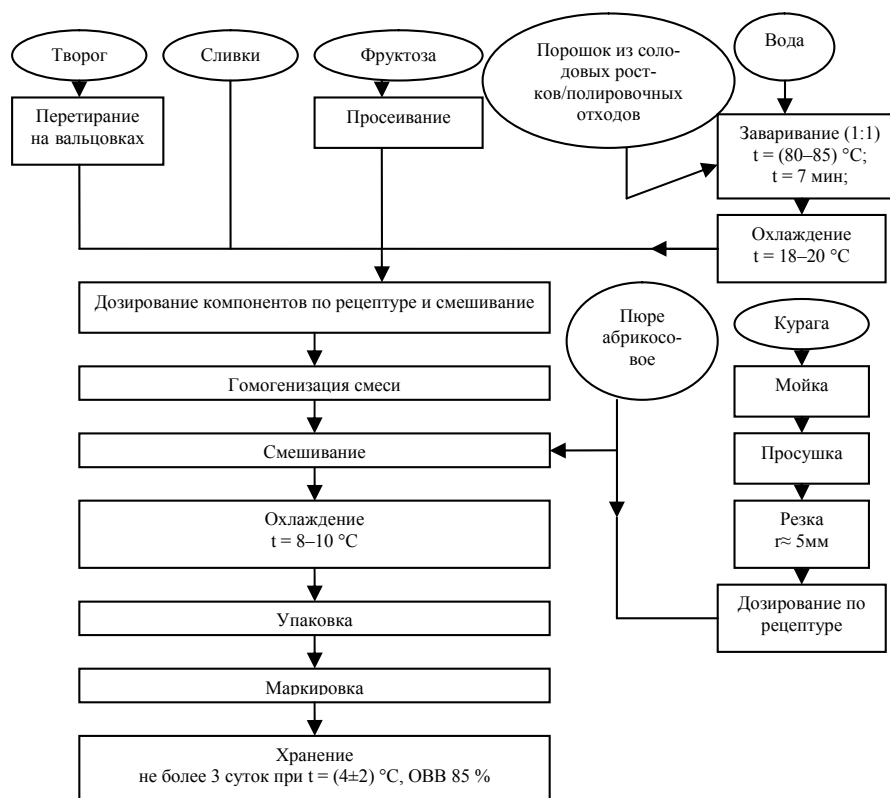 Творог
Сливки
Фруктоза
Порошок из соло-
довых рост-
ков/полировочных
отходов
Вода
Перетирание
на вальцовках
Просеивание
Заваривание (1:1)
t = (80–85) °C;
t = 7 мин;
Охлаждение
t = 18–20 °C
Дозирование компонентов по рецептуре и смешивание
Пюре
абрикосо-
вое
Курага
Гомогенизация смеси
Мойка
Смешивание
Просушка
Охлаждение
t = 8–10 °C
Резка
r≈ 5мм
Упаковка
Дозирование по
рецептуре
Маркировка
Хранение
не более 3 суток при t = (4±2) °C, ОВВ 85 %